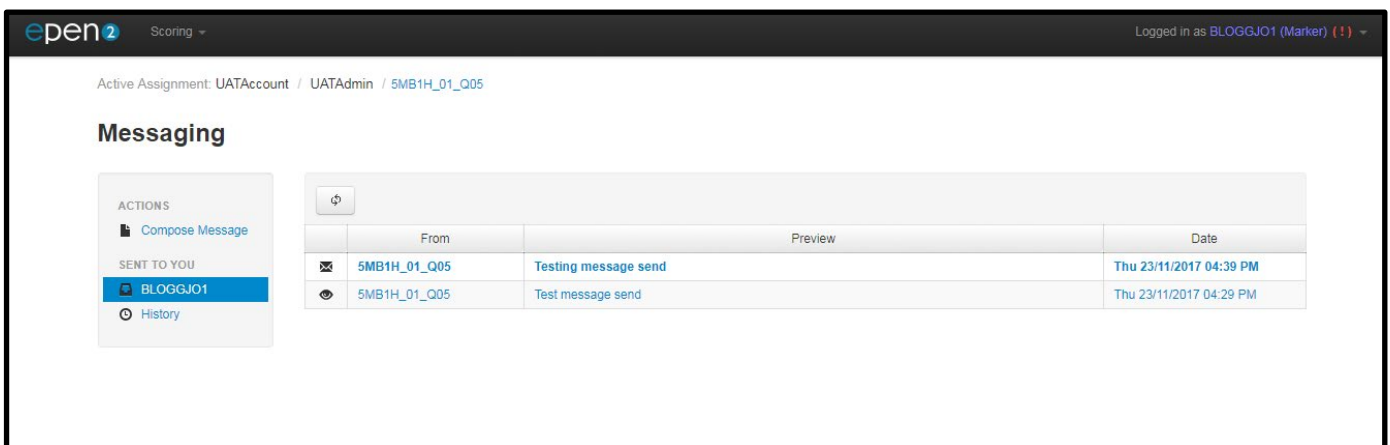 epen2 Scoring Logged in as BLOGGJO1 (Marker) (!)
Active Assignment: UATAccount / UATAdmin / 5MB1H_01_Q05
Messaging
ACTIONS
Compose Message
SENT TO YOU
BLOGGJO1
History
From Preview Date
5MB1H_01_Q05 Testing message send Thu 23/11/2017 04:39 PM
5MB1H_01_Q05 Test message send Thu 23/11/2017 04:29 PM